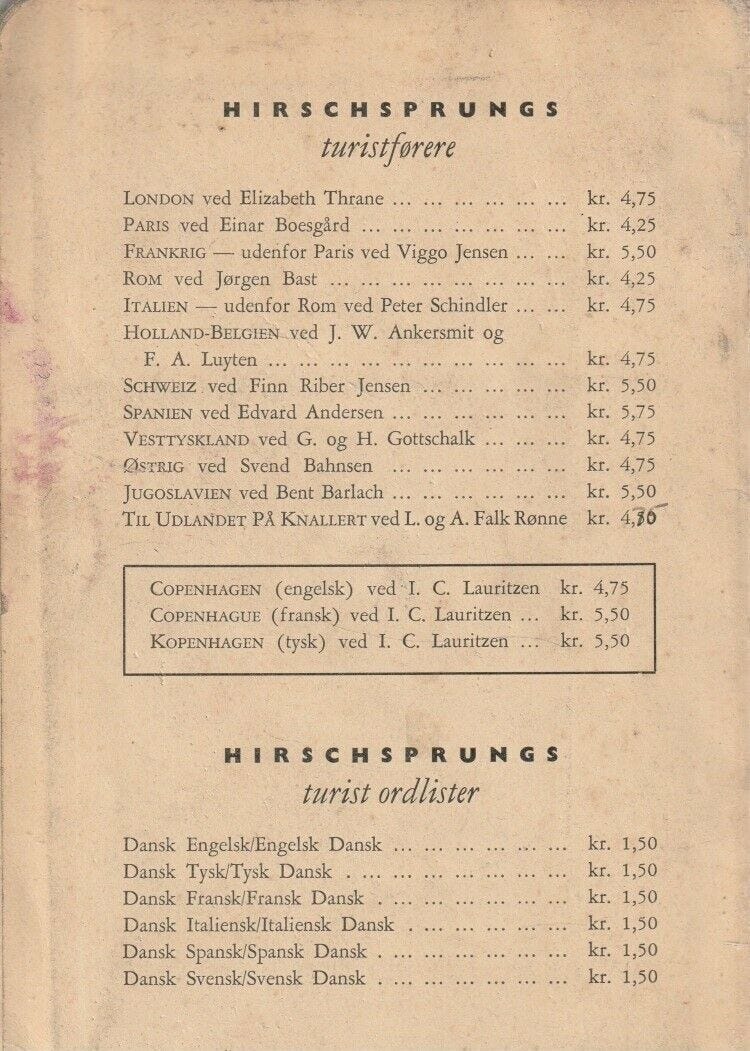 HIRSCHSPRUNGS
turistførere
LONDON ved Elizabeth Thrane ... ... ... ... ... ... kr. 4,75
PARIS ved Einar Boesgård ... ... ... ... ... ... ... kr. 4,25
FRANKRIG — udenfor Paris ved Viggo Jensen ... ... kr. 5,50
ROM ved Jørgen Bast ... ... ... ... ... ... ... ... kr. 4,25
ITALIEN — udenfor Rom ved Peter Schindler ... ... kr. 4,75
HOLLAND-BELGIEN ved J. W. Ankersmit og
F. A. Luyten ... ... ... ... ... ... ... ... ... ... kr. 4,75
SCHWEIZ ved Finn Riber Jensen ... ... ... ... ... kr. 5,50
SPANIEN ved Edvard Andersen ... ... ... ... ... ... kr. 5,75
VESTTYSKLAND ved G. og H. Gottschalk ... ... ... kr. 4,75
ØSTRIG ved Svend Bahnsen ... ... ... ... ... ... kr. 4,75
JUGOSLAVIEN ved Bent Barlach ... ... ... ... ... ... kr. 5,50
TIL UDLANDET PÅ KNALLERT ved L. og A. Falk Rønne kr.
COPENHAGEN (engelsk) ved I. C. Lauritzen kr. 4,75
COPENHAGUE (fransk) ved I. C. Lauritzen ... kr. 5,50
KOPENHAGEN (tysk) ved I. C. Lauritzen ... kr. 5,50
HIRSCHSPRUNGS
turist ordlister
Dansk Engelsk/Engelsk Dansk ... ... ... ... ... ... kr. 1,50
Dansk Tysk/Tysk Dansk . ... ... ... ... ... ... ... kr. 1,50
Dansk Fransk/Fransk Dansk . ... ... ... ... ... ... kr. 1,50
Dansk Italiensk/Italiensk Dansk . ... ... ... ... ... kr. 1,50
Dansk Spansk/Spansk Dansk . ... ... ... ... ... ... kr. 1,50
Dansk Svensk/Svensk Dansk . ... ... ... ... ... ... kr. 1,50